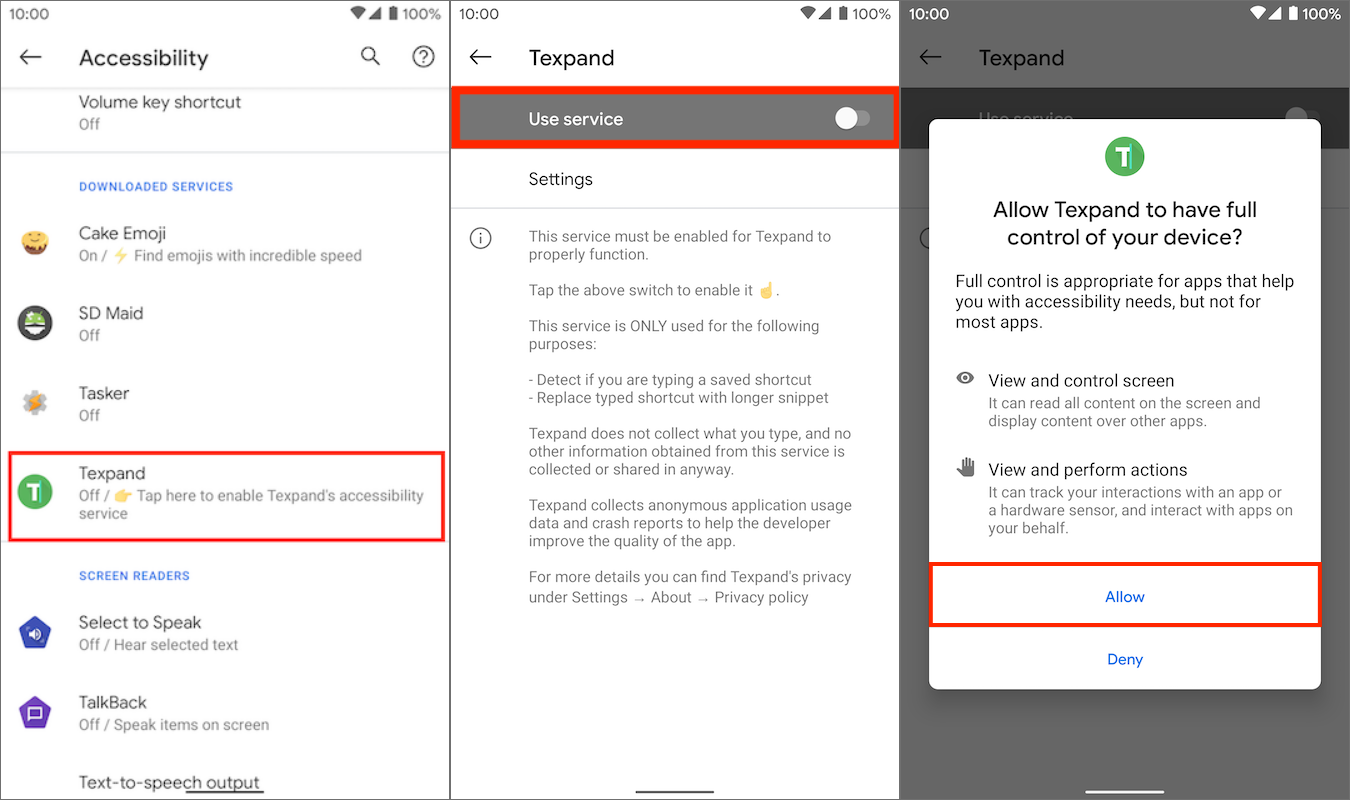 10:00
100%
Accessibility
Volume key shortcut
Off
DOWNLOADED SERVICES
Cake Emoji
On / ⚡ Find emojis with incredible speed
SD Maid
Off
Tasker
Off
Texpand
Off / 👉 Tap here to enable Texpand's accessibility
service
SCREEN READERS
Select to Speak
Off / Hear selected text
TalkBack
Off / Speak items on screen
Text-to-speech output
10:00
100%
Texpand
Use service
Settings
This service must be enabled for Texpand to
properly function.
Tap the above switch to enable it ☝.
This service is ONLY used for the following
purposes:
- Detect if you are typing a saved shortcut
- Replace typed shortcut with longer snippet
Texpand does not collect what you type, and no
other information obtained from this service is
collected or shared in anyway.
Texpand collects anonymous application usage
data and crash reports to help the developer
improve the quality of the app.
For more details you can find Texpand's privacy
under Settings → About → Privacy policy
10:00
100%
Texpand
Use service
T
Allow Texpand to have full
control of your device?
Full control is appropriate for apps that help
you with accessibility needs, but not for
most apps.
View and control screen
It can read all content on the screen and
display content over other apps.
View and perform actions
It can track your interactions with an app or
a hardware sensor, and interact with apps on
your behalf.
Allow
Deny